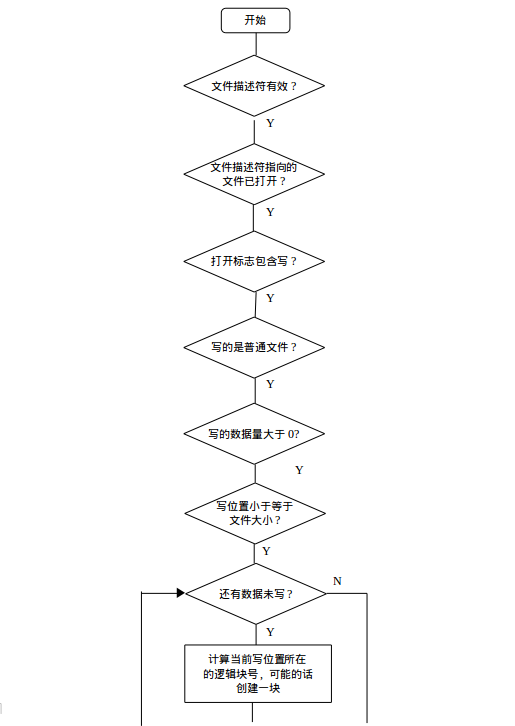 开始
文件描述符有效？
Y
文件描述符指向的
文件已打开？
Y
打开标志包含写？
Y
写的是普通文件？
Y
写的数据量大于 0?
Y
写位置小于等于
文件大小？
Y
还有数据未写？
N
Y
计算当前写位置所在
的逻辑块号，可能的话
创建一块